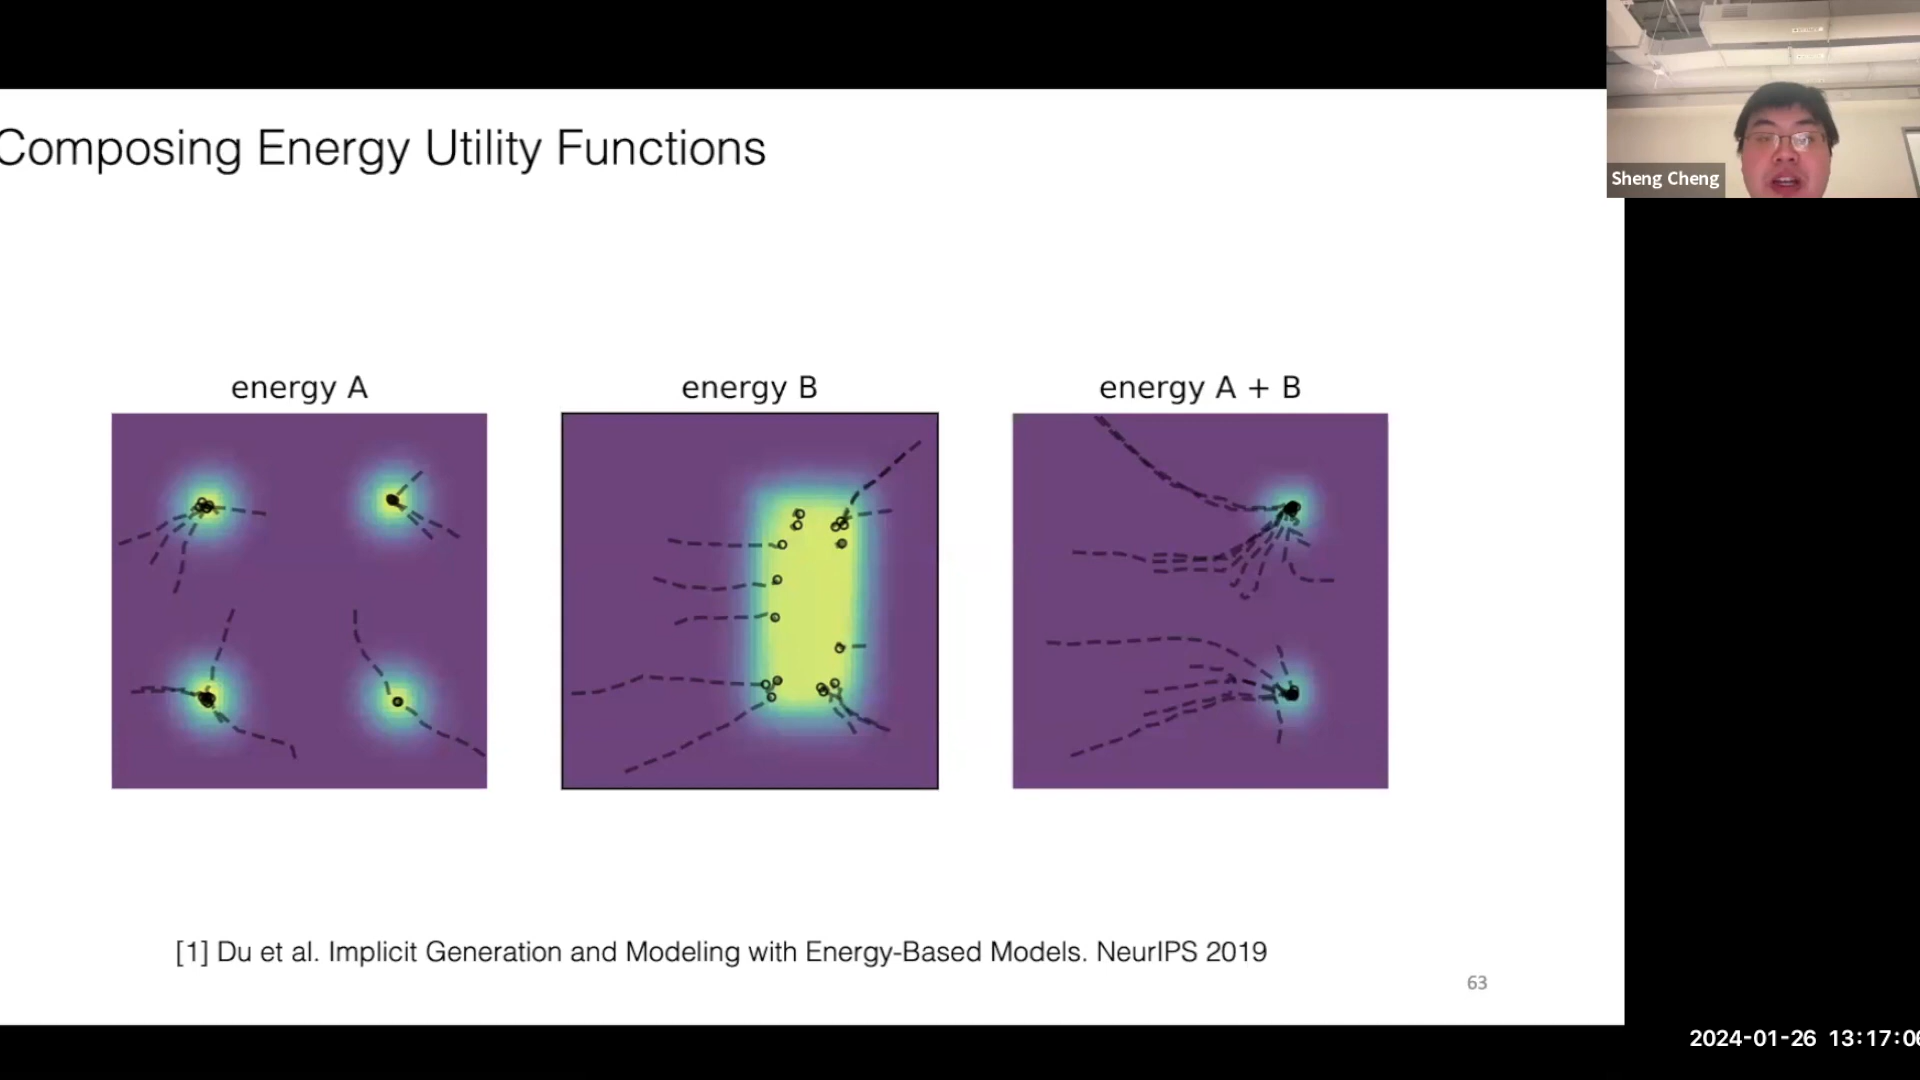 Composing Energy Utility Functions
Sheng Cheng
energy A
energy B
energy A + B
[1] Du et al. Implicit Generation and Modeling with Energy-Based Models. NeurIPS 2019
63
2024-01-26 13:17:06